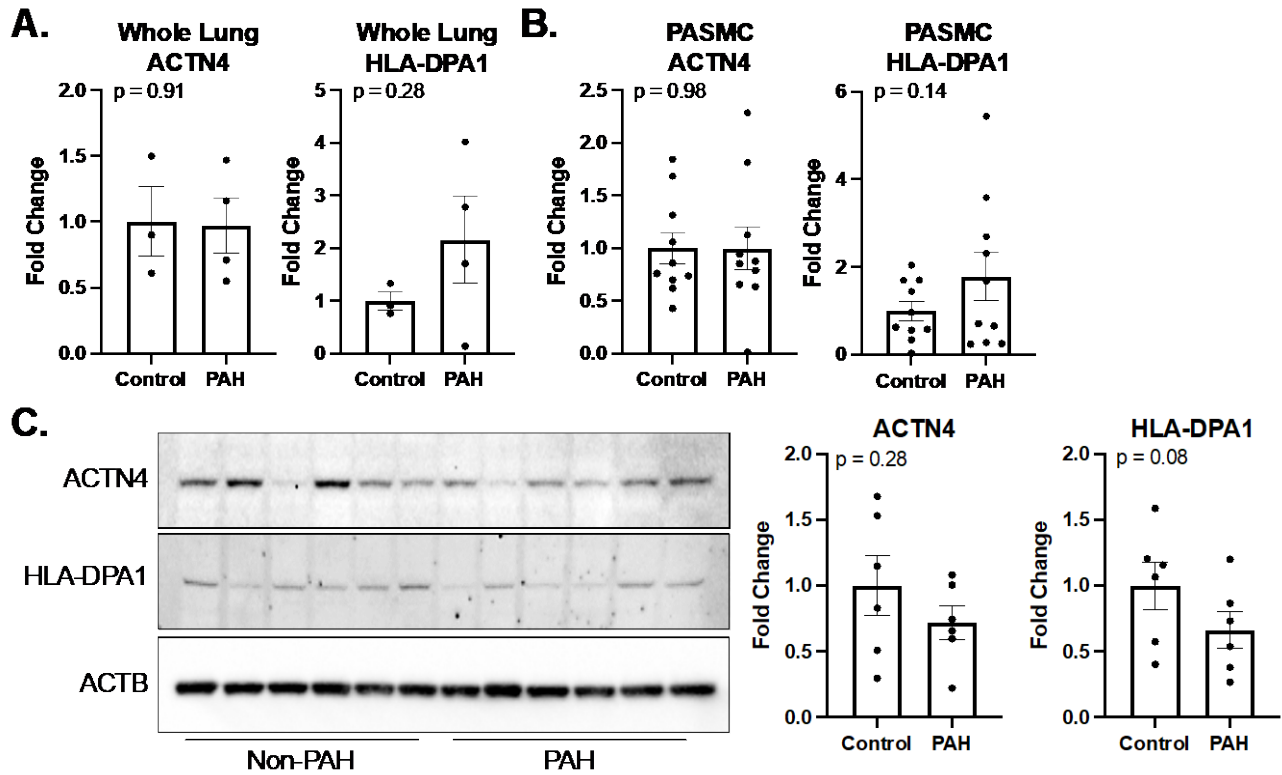 A.
Whole Lung
ACTN4
p = 0.91
Fold Change
2.0
1.5
1.0
0.5
0.0
Control PAH
Whole Lung
HLA-DPA1
p = 0.28
Fold Change
5
4
3
2
1
0
Control PAH
B.
PASMC
ACTN4
p = 0.98
Fold Change
2.5
2.0
1.5
1.0
0.5
0.0
Control PAH
PASMC
HLA-DPA1
p = 0.14
Fold Change
6
4
2
0
Control PAH
C.
ACTN4
HLA-DPA1
ACTB
Non-PAH PAH
ACTN4
p = 0.28
Fold Change
2.0
1.5
1.0
0.5
0.0
Control PAH
HLA-DPA1
p = 0.08
Fold Change
2.0
1.5
1.0
0.5
0.0
Control PAH